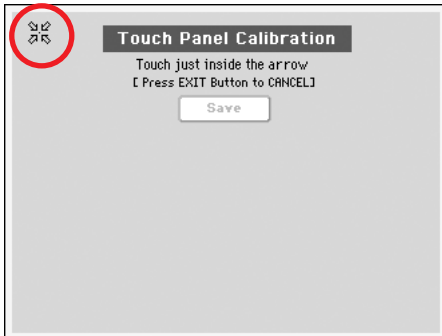 Touch Panel Calibration
Touch just inside the arrow
[ Press EXIT Button to CANCEL]
Save